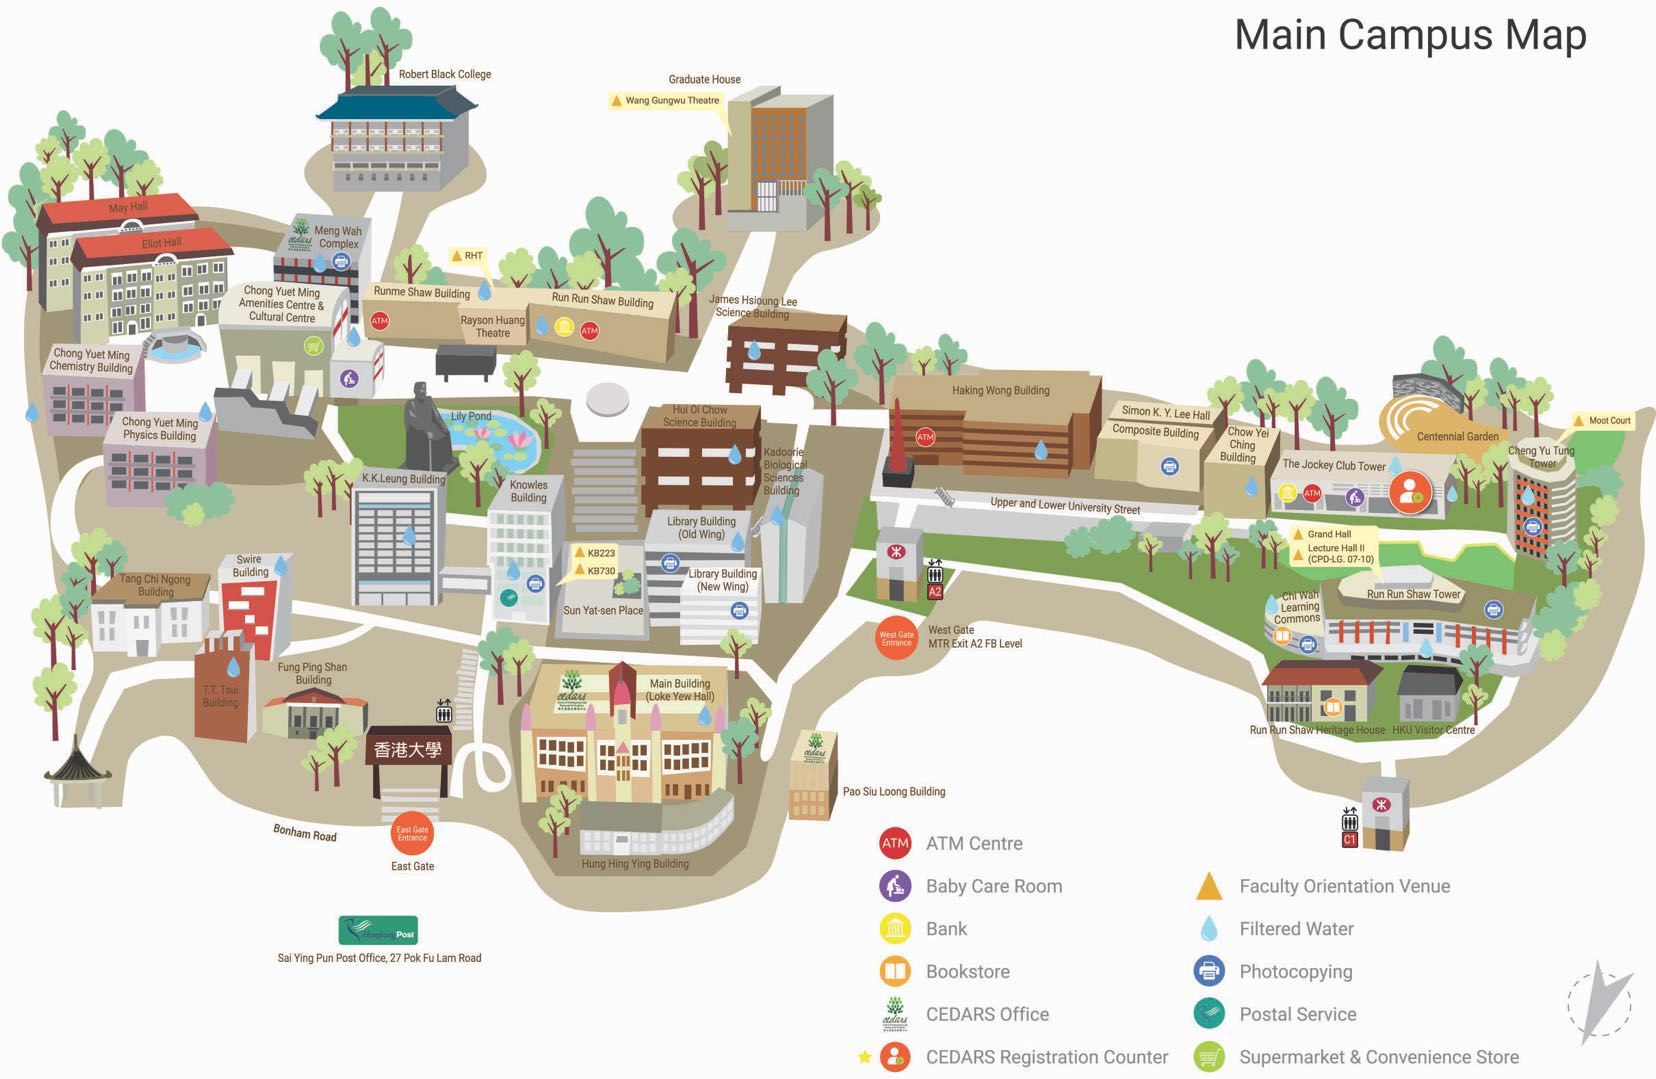 Main Campus Map
Robert Black College
Graduate House
Wang Gungwu Theatre
May Hall
Eliot Hall
cedars
Meng Wah
Complex
RHT
Chong Yuet Ming
Amenities Centre &
Cultural Centre
Runme Shaw Building
ATM
Rayson Huang
Theatre
Run Run Shaw Building
ATM
James Hsioung Lee
Science Building
Chong Yuet Ming
Chemistry Building
Chong Yuet Ming
Physics Building
Lily Pond
Hui Oi Chow
Science Building
Kadoorie
Biological
Sciences
Building
Haking Wong Building
ATM
Simon K. Y. Lee Hall
Composite Building
Chow Yei
Ching
Building
Centennial Garden
Moot Court
The Jockey Club Tower
ATM
Cheng Yu Tung
Tower
K.K.Leung Building
Knowles
Building
Upper and Lower University Street
Library Building
(Old Wing)
Library Building
(New Wing)
KB223
KB730
Sun Yat-sen Place
Grand Hall
Lecture Hall II
(CPD-LG. 07-10)
Swire
Building
Tang Chi Ngong
Building
A2
Run Run Shaw Tower
Chi Wah
Learning
Commons
West Gate
Entrance
West Gate
MTR Exit A2 FB Level
T.T. Tsui
Building
Fung Ping Shan
Building
cedars
Main Building
(Loke Yew Hall)
Run Run Shaw Heritage House
HKU Visitor Centre
香港大學
cedars
Pao Siu Loong Building
C1
Bonham Road
East Gate
Entrance
East Gate
Hung Hing Ying Building
Hongkong Post
Sai Ying Pun Post Office, 27 Pok Fu Lam Road
ATM
ATM Centre
Baby Care Room
Bank
Bookstore
cedars
CEDARS Office
CEDARS Registration Counter
Faculty Orientation Venue
Filtered Water
Photocopying
Postal Service
Supermarket & Convenience Store